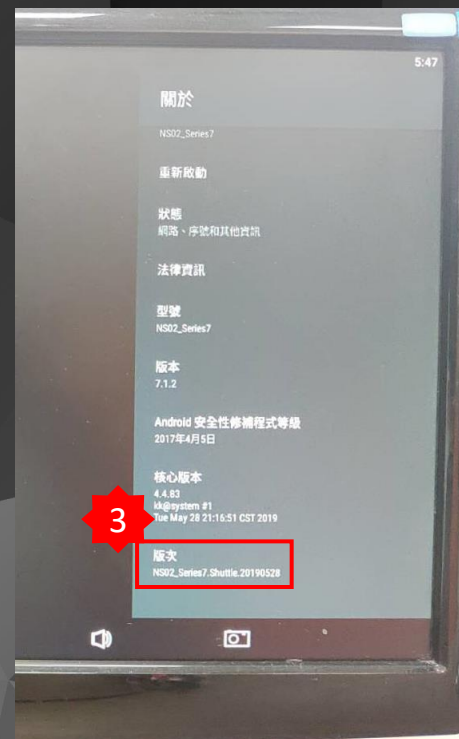 5:47
關於
NS02_Series7
重新啟動
狀態
網路、序號和其他資訊
法律資訊
型號
NS02_Series7
版本
7.1.2
Android 安全性修補程式等級
2017年4月5日
核心版本
4.4.83
kk@system #1
Tue May 28 21:16:51 CST 2019
3
版次
NS02_Series7.Shuttle.20190528